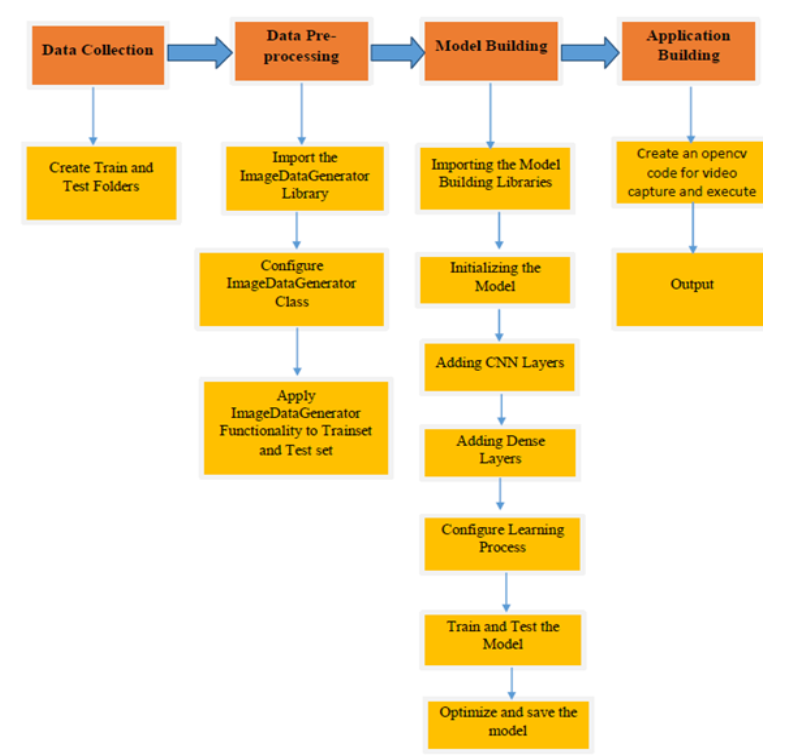 Data Collection
Data Pre-
processing
Model Building
Application
Building
Create Train and
Test Folders
Import the
ImageDataGenerator
Library
Configure
ImageDataGenerator
Class
Apply
ImageDataGenerator
Functionality to Trainset
and Test set
Importing the Model
Building Libraries
Initializing the
Model
Adding CNN Layers
Adding Dense
Layers
Configure Learning
Process
Train and Test the
Model
Optimize and save the
model
Create an opencv
code for video
capture and execute
Output